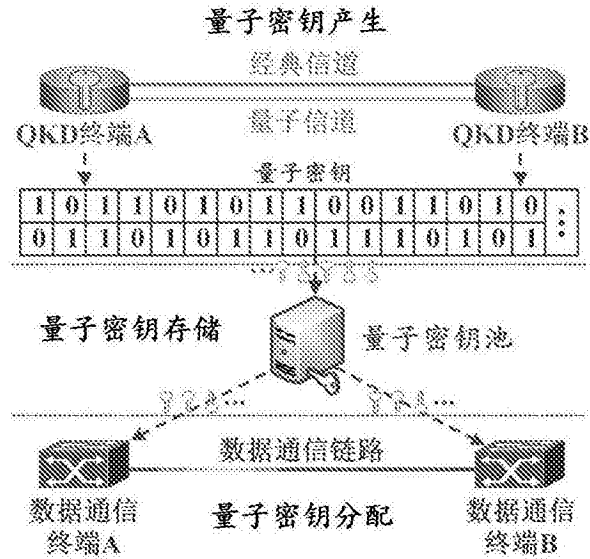 量子密钥产生
经典信道
量子信道
QKD终端A
QKD终端B
量子密钥
1 0 1 1 0 1 0 1 1 0 0 1 1 0 1 0
0 1 1 0 1 0 1 1 0 1 1 1 0 1 0 1
量子密钥存储
量子密钥池
数据通信链路
数据通信
终端A
量子密钥分配
数据通信
终端B